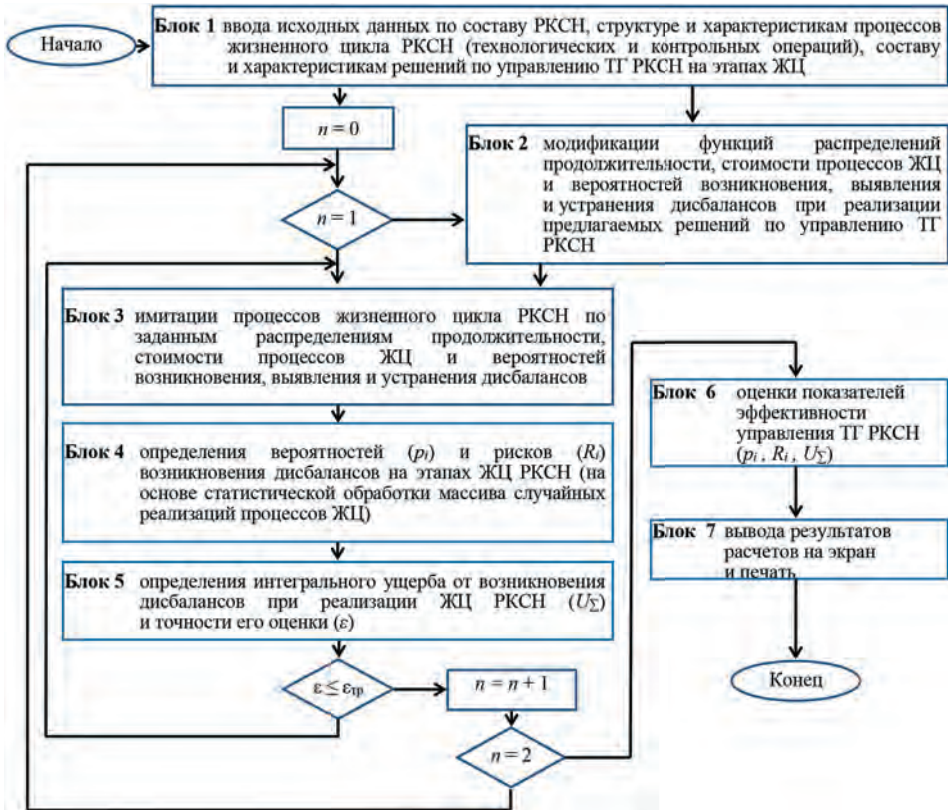 Начало
Блок 1 ввода исходных данных по составу РКСН, структуре и характеристикам процессов
жизненного цикла РКСН (технологических и контрольных операций), составу
и характеристикам решений по управлению ТГ РКСН на этапах ЖЦ
n = 0
Блок 2 модификации функций распределений
продолжительности, стоимости процессов ЖЦ
и вероятностей возникновения, выявления
и устранения дисбалансов при реализации
предлагаемых решений по управлению ТГ
РКСН
n = 1
Блок 3 имитации процессов жизненного цикла РКСН по
заданным распределениям продолжительности,
стоимости процессов ЖЦ и вероятностей
возникновения, выявления и устранения дисбалансов
Блок 4 определения вероятностей (pi) и рисков (Ri)
возникновения дисбалансов на этапах ЖЦ РКСН (на
основе статистической обработки массива случайных
реализаций процессов ЖЦ)
Блок 5 определения интегрального ущерба от возникновения
дисбалансов при реализации ЖЦ РКСН (UΣ)
и точности его оценки (ε)
ε ≤ εтр
n = n + 1
n = 2
Блок 6 оценки показателей
эффективности
управления ТГ РКСН
(pi , Ri , UΣ)
Блок 7 вывода результатов
расчетов на экран
и печать
Конец